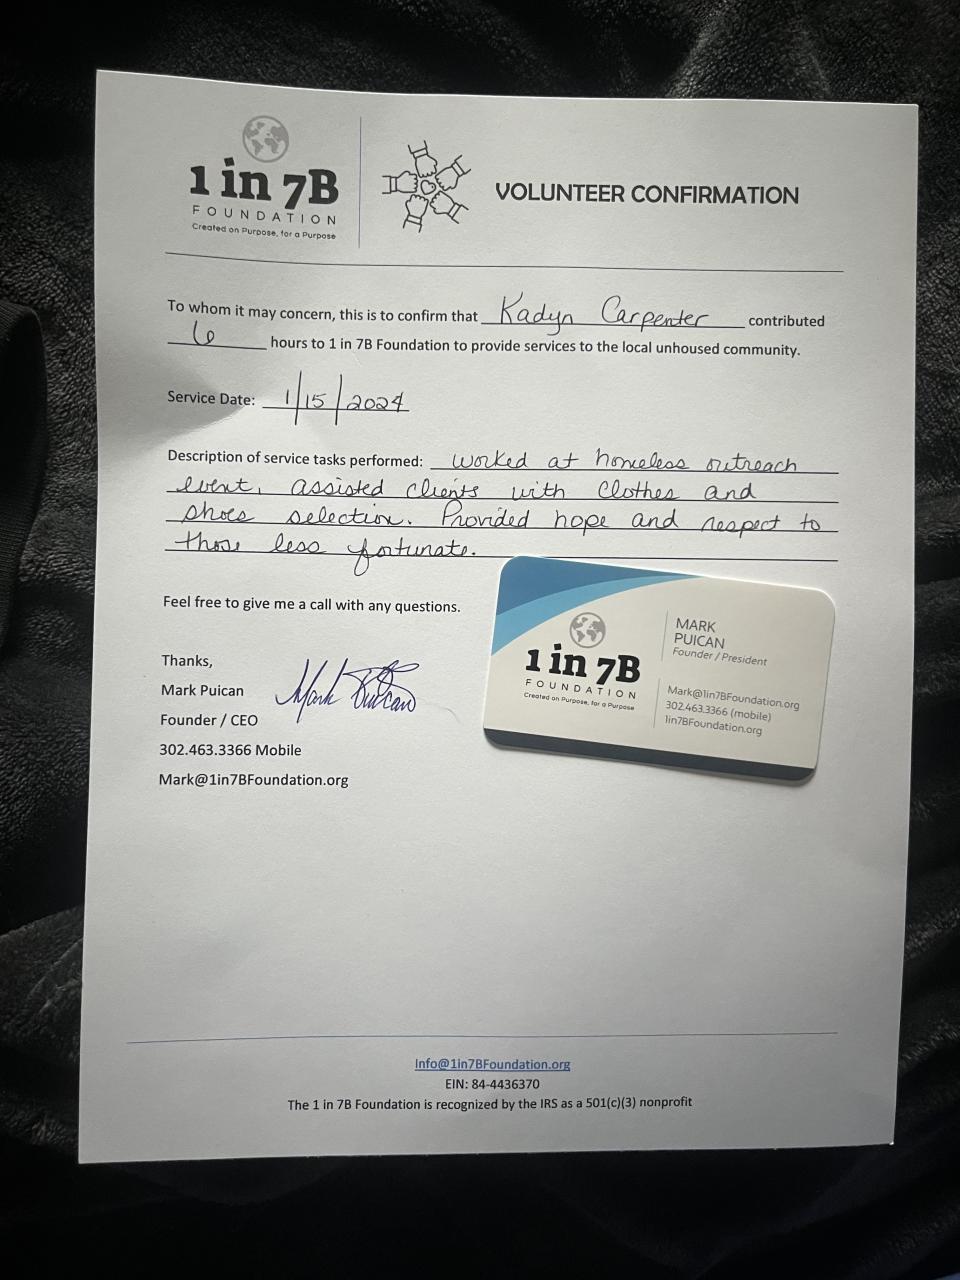 1 in 7B
FOUNDATION
Created on Purpose, for a Purpose
VOLUNTEER CONFIRMATION
To whom it may concern, this is to confirm that Kadyn Carpenter contributed
6 hours to 1 in 7B Foundation to provide services to the local unhoused community.
Service Date: 1/15/2024
Description of service tasks performed: worked at homeless outreach
event, assisted clients with clothes and
shoes selection. Provided hope and respect to
those less fortunate.
Feel free to give me a call with any questions.
Thanks,
Mark Puican
Mark Puican
Founder / CEO
302.463.3366 Mobile
Mark@1in7BFoundation.org
1 in 7B
FOUNDATION
Created on Purpose, for a Purpose
MARK
PUICAN
Founder / President
Mark@1in7BFoundation.org
302.463.3366 (mobile)
1in7BFoundation.org
Info@1in7BFoundation.org
EIN: 84-4436370
The 1 in 7B Foundation is recognized by the IRS as a 501(c)(3) nonprofit